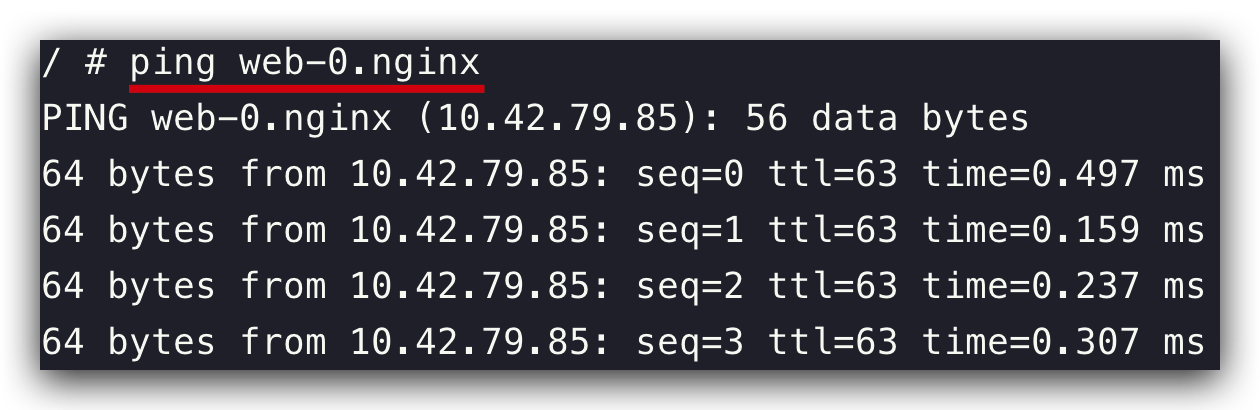 / # ping web-0.nginx
PING web-0.nginx (10.42.79.85): 56 data bytes
64 bytes from 10.42.79.85: seq=0 ttl=63 time=0.497 ms
64 bytes from 10.42.79.85: seq=1 ttl=63 time=0.159 ms
64 bytes from 10.42.79.85: seq=2 ttl=63 time=0.237 ms
64 bytes from 10.42.79.85: seq=3 ttl=63 time=0.307 ms